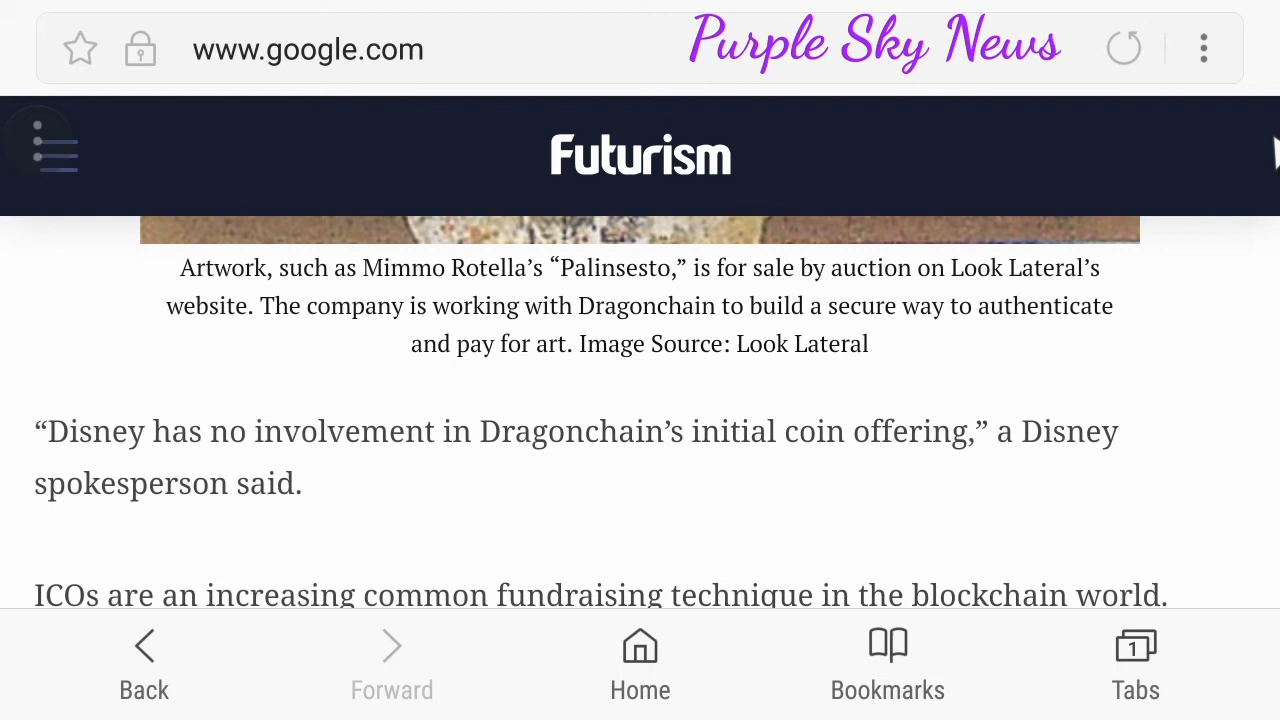 www.google.com
Purple Sky News
Futurism
Artwork, such as Mimmo Rotella’s “Palinsesto,” is for sale by auction on Look Lateral’s
website. The company is working with Dragonchain to build a secure way to authenticate
and pay for art. Image Source: Look Lateral
“Disney has no involvement in Dragonchain’s initial coin offering,” a Disney
spokesperson said.
ICOs are an increasing common fundraising technique in the blockchain world.
1
Back
Forward
Home
Bookmarks
Tabs